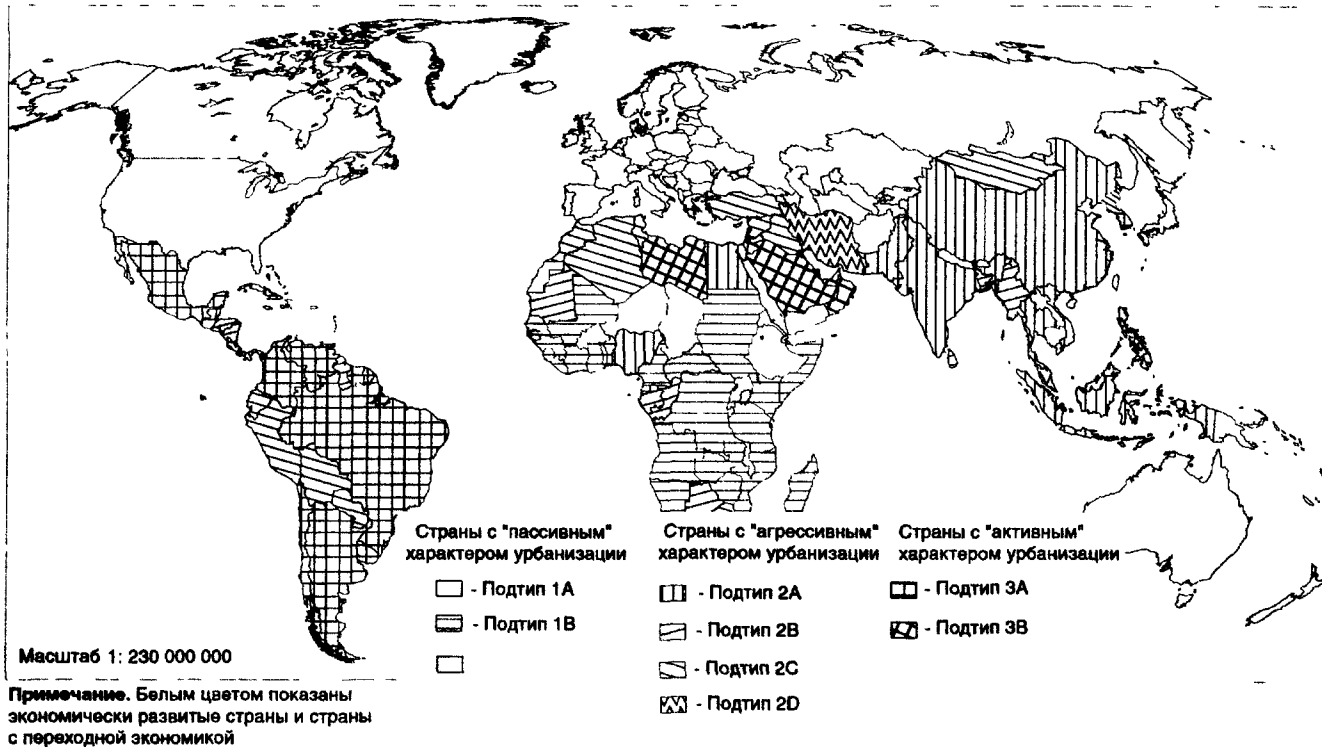 Страны с "пассивным"
характером урбанизации
- Подтип 1А
- Подтип 1В
Страны с "агрессивным"
характером урбанизации
- Подтип 2А
- Подтип 2В
- Подтип 2С
- Подтип 2D
Страны с "активным"
характером урбанизации
- Подтип 3А
- Подтип 3В
Масштаб 1: 230 000 000
Примечание. Белым цветом показаны
экономически развитые страны и страны
с переходной экономикой